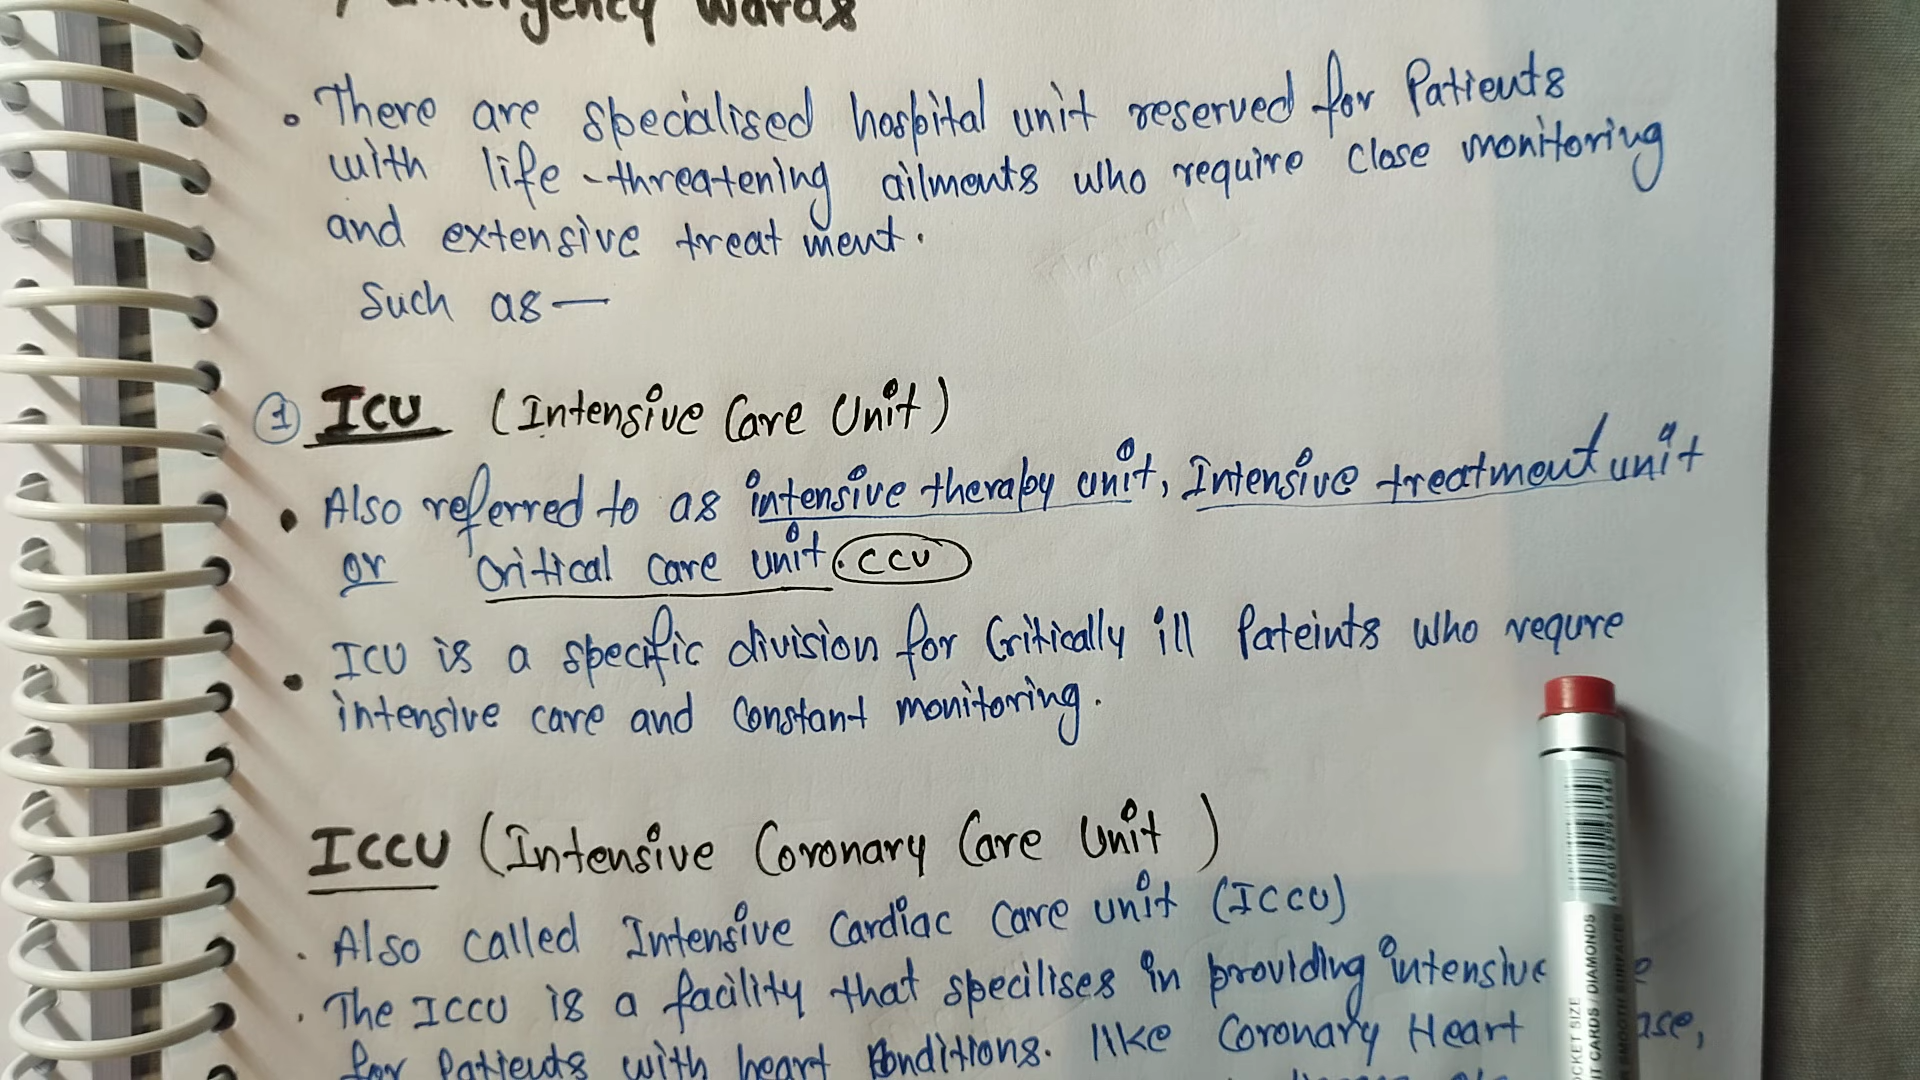 Emergency Wards
• There are specialised hospital unit reserved for Patients
with life-threatening ailments who require close monitoring
and extensive treatment.
Such as —
① ICU (Intensive Care Unit)
• Also referred to as intensive therapy unit, Intensive treatment unit
or critical care unit. CCU
• ICU is a specific division for Critically ill Pateints who requre
intensive care and Constant monitoring.
ICCU (Intensive Coronary Care Unit)
• Also called Intensive Cardiac Care unit (ICCU)
• The ICCU is a facility that specilises in providing intensive
for Patients with heart Conditions. like Coronary Heart